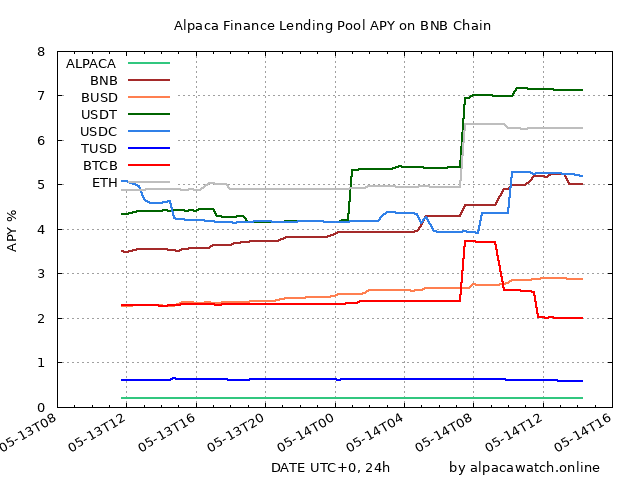 Alpaca Finance Lending Pool APY on BNB Chain
APY %
8
7
6
5
4
3
2
1
0
ALPACA
BNB
BUSD
USDT
USDC
TUSD
BTCB
ETH
05-13T08
05-13T12
05-13T16
05-13T20
05-14T00
05-14T04
05-14T08
05-14T12
05-14T16
DATE UTC+0, 24h
by alpacawatch.online